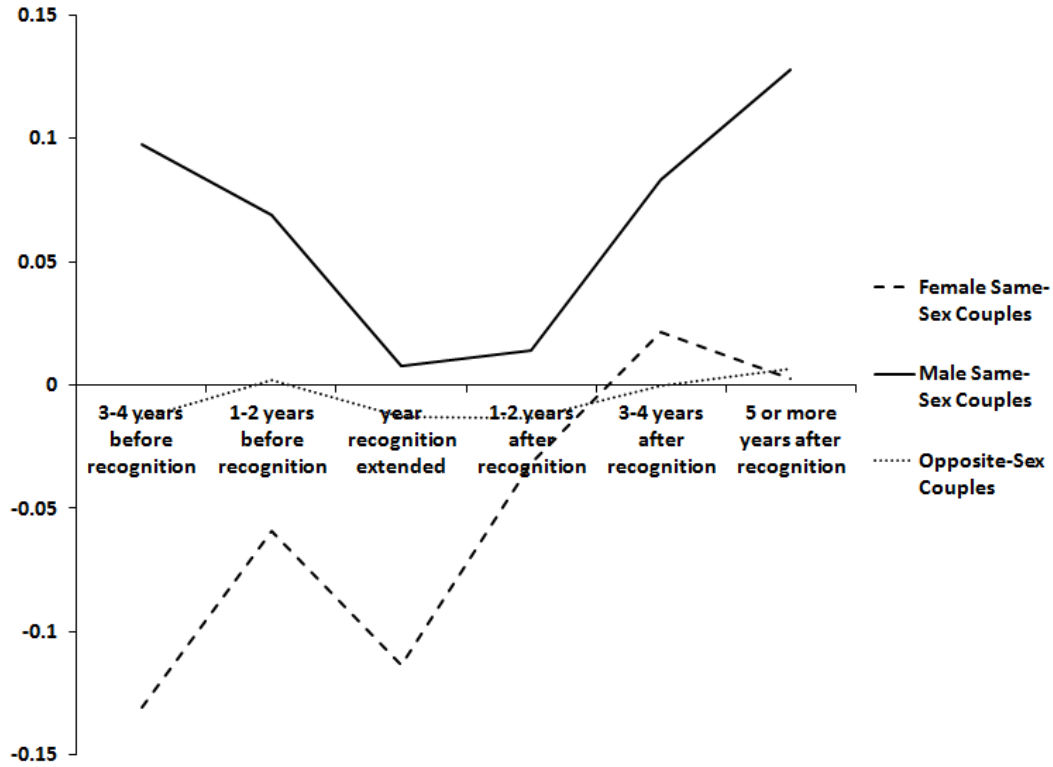 0.15
0.1
0.05
0
-0.05
-0.1
-0.15
3-4 years
before
recognition
1-2 years
before
recognition
year
recognition
extended
1-2 years
after
recognition
3-4 years
after
recognition
5 or more
years after
recognition
Female Same-
Sex Couples
Male Same-
Sex Couples
Opposite-Sex
Couples